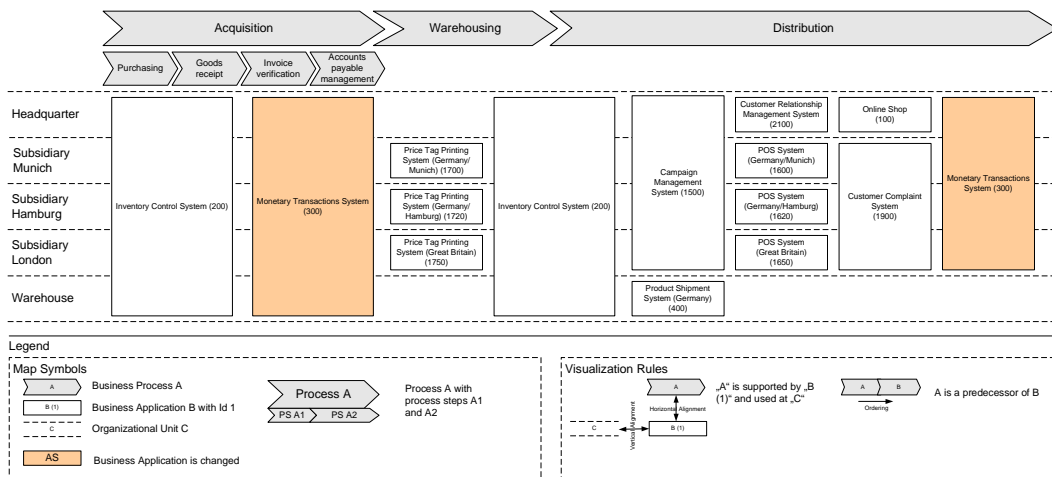 Acquisition
Warehousing
Distribution
Purchasing
Goods
receipt
Invoice
verification
Accounts
payable
management
Headquarter
Subsidiary
Munich
Subsidiary
Hamburg
Subsidiary
London
Warehouse
Inventory Control System (200)
Monetary Transactions System
(300)
Price Tag Printing
System (Germany/
Munich) (1700)
Price Tag Printing
System (Germany/
Hamburg) (1720)
Price Tag Printing
System (Great Britain)
(1750)
Inventory Control System (200)
Campaign
Management
System (1500)
Product Shipment
System (Germany)
(400)
Customer Relationship
Management System
(2100)
POS System
(Germany/Munich)
(1600)
POS System
(Germany/Hamburg)
(1620)
POS System
(Great Britain)
(1650)
Online Shop
(100)
Customer Complaint
System
(1900)
Monetary Transactions
System (300)
Legend
Map Symbols
A
Business Process A
B (1)
Business Application B with Id 1
C
Organizational Unit C
AS
Business Application is changed
Process A
PS A1
PS A2
Process A with
process steps A1
and A2
Visualization Rules
A
Horizontal Alignment
C
Vertical Alignment
B (1)
„A“ is supported by „B
(1)“ and used at „C“
A
B
Ordering
A is a predecessor of B